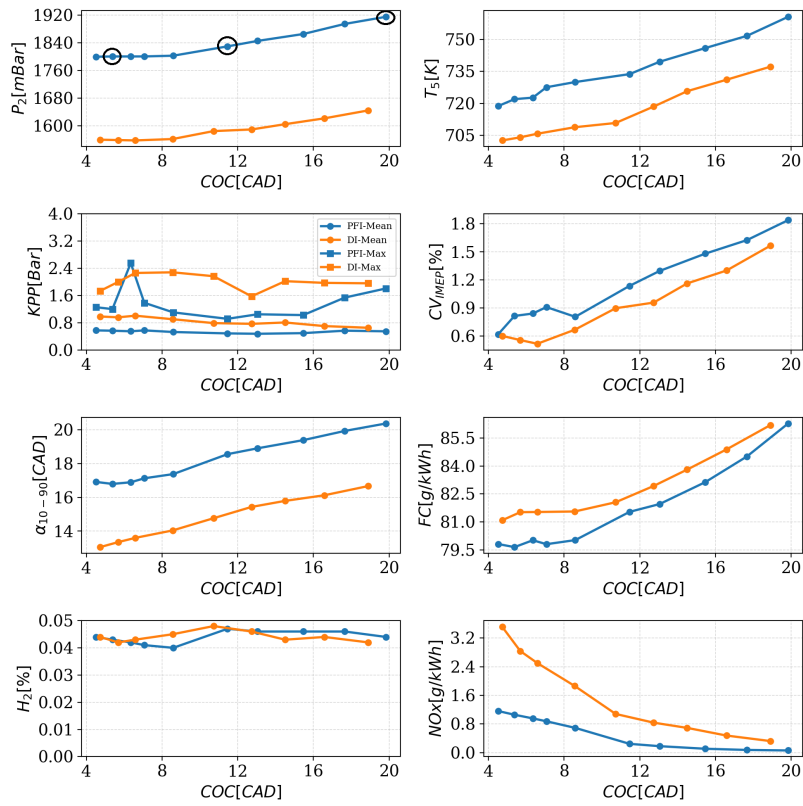 1920
1840
1760
1680
1600
P2[mBar]
4 8 12 16 20
COC[CAD]
750
735
720
705
T5[K]
4 8 12 16 20
COC[CAD]
4.0
3.2
2.4
1.6
0.8
0.0
KPP[Bar]
PFI-Mean
DI-Mean
PFI-Max
DI-Max
4 8 12 16 20
COC[CAD]
1.8
1.5
1.2
0.9
0.6
CVIMEP[%]
4 8 12 16 20
COC[CAD]
20
18
16
14
α10−90[CAD]
4 8 12 16 20
COC[CAD]
85.5
84.0
82.5
81.0
79.5
FC[g/kWh]
4 8 12 16 20
COC[CAD]
0.05
0.04
0.03
0.02
0.01
0.00
H2[%]
4 8 12 16 20
COC[CAD]
3.2
2.4
1.6
0.8
0.0
NOx[g/kWh]
4 8 12 16 20
COC[CAD]